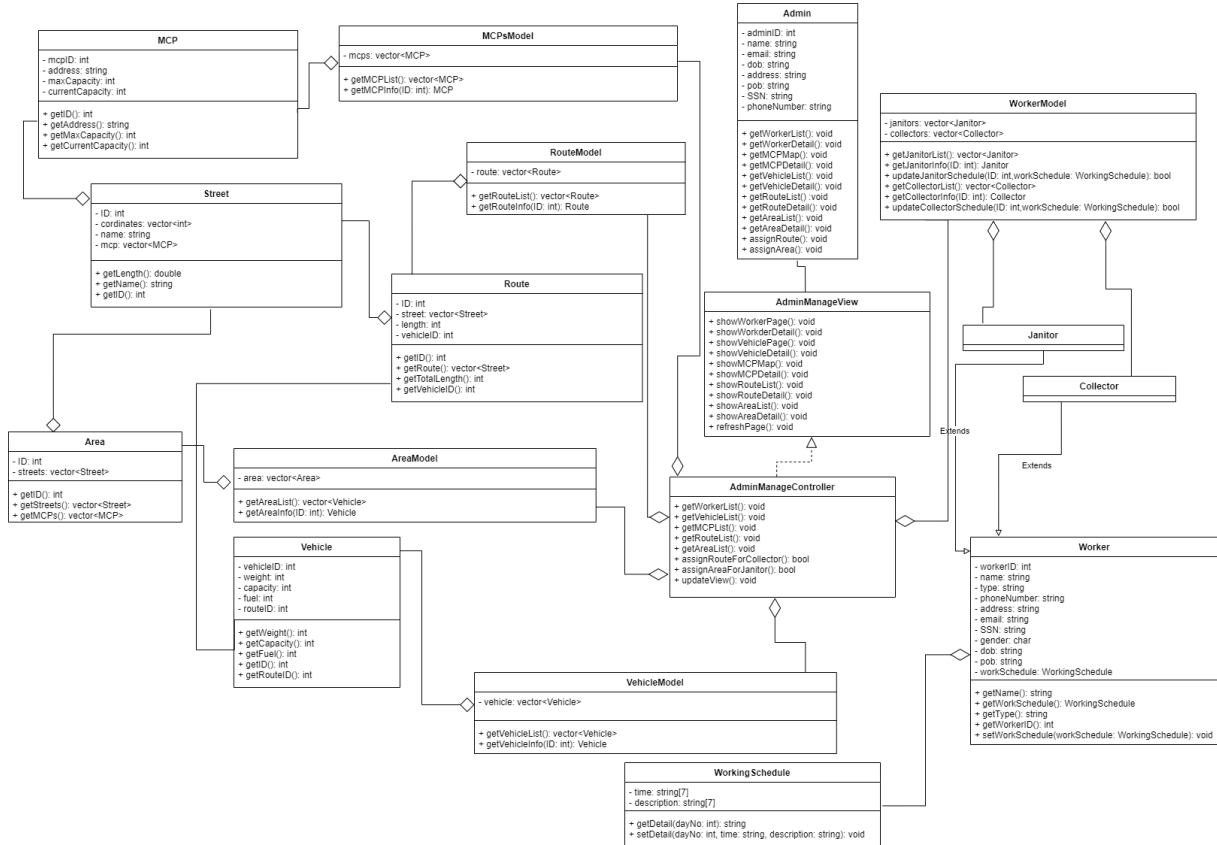 MCP
- mcpID: int
- address: string
- maxCapacity: int
- currentCapacity: int
+ getID(): int
+ getAddress(): string
+ getMaxCapacity(): int
+ getCurrentCapacity(): int
MCPsModel
- mcps: vector<MCP>
+ getMCPList(): vector<MCP>
+ getMCPInfo(ID: int): MCP
Admin
- adminID: int
- name: string
- email: string
- dob: string
- address: string
- pob: string
- SSN: string
- phoneNumber: string
+ getWorkerList(): void
+ getWorkerDetail(): void
+ getMCPMap(): void
+ getMCPDetail(): void
+ getVehicleList(): void
+ getVehicleDetail(): void
+ getRouteList() :void
+ getRouteDetail(): void
+ getAreaList(): void
+ getAreaDetail(): void
+ assignRoute(): void
+ assignArea(): void
WorkerModel
- janitors: vector<Janitor>
- collectors: vector<Collector>
+ getJanitorList(): vector<Janitor>
+ getJanitorInfo(ID: int): Janitor
+ updateJanitorSchedule(ID: int,workSchedule: WorkingSchedule): bool
+ getCollectorList(): vector<Collector>
+ getCollectorInfo(ID: int): Collector
+ updateCollectorSchedule(ID: int,workSchedule: WorkingSchedule): bool
RouteModel
- route: vector<Route>
+ getRouteList(): vector<Route>
+ getRouteInfo(ID: int): Route
Street
- ID: int
- cordinates: vector<int>
- name: string
- mcp: vector<MCP>
+ getLength(): double
+ getName(): string
+ getID(): int
Route
- ID: int
- street: vector<Street>
- length: int
- vehicleID: int
+ getID(): int
+ getRoute(): vector<Street>
+ getTotalLength(): int
+ getVehicleID(): int
AdminManageView
+ showWorkerPage(): void
+ showWorkderDetail(): void
+ showVehiclePage(): void
+ showVehicleDetail(): void
+ showMCPMap(): void
+ showMCPDetail(): void
+ showRouteList(): void
+ showRouteDetail(): void
+ showAreaList(): void
+ showAreaDetail(): void
+ refreshPage(): void
Janitor
Collector
Extends
Extends
Area
- ID: int
- streets: vector<Street>
+ getID(): int
+ getStreets(): vector<Street>
+ getMCPs(): vector<MCP>
AreaModel
- area: vector<Area>
+ getAreaList(): vector<Vehicle>
+ getAreaInfo(ID: int): Vehicle
AdminManageController
+ getWorkerList(): void
+ getVehicleList(): void
+ getMCPList(): void
+ getRouteList(): void
+ getAreaList(): void
+ assignRouteForCollector(): bool
+ assignAreaForJanitor(): bool
+ updateView(): void
Vehicle
- vehicleID: int
- weight: int
- capacity: int
- fuel: int
- routeID: int
+ getWeight(): int
+ getCapacity(): int
+ getFuel(): int
+ getID(): int
+ getRouteID(): int
Worker
- workerID: int
- name: string
- type: string
- phoneNumber: string
- address: string
- email: string
- SSN: string
- gender: char
- dob: string
- pob: string
- workSchedule: WorkingSchedule
+ getName(): string
+ getWorkSchedule(): WorkingSchedule
+ getType(): string
+ getWorkerID(): int
+ setWorkSchedule(workSchedule: WorkingSchedule): void
VehicleModel
- vehicle: vector<Vehicle>
+ getVehicleList(): vector<Vehicle>
+ getVehicleInfo(ID: int): Vehicle
WorkingSchedule
- time: string[7]
- description: string[7]
+ getDetail(dayNo: int): string
+ setDetail(dayNo: int, time: string, description: string): void